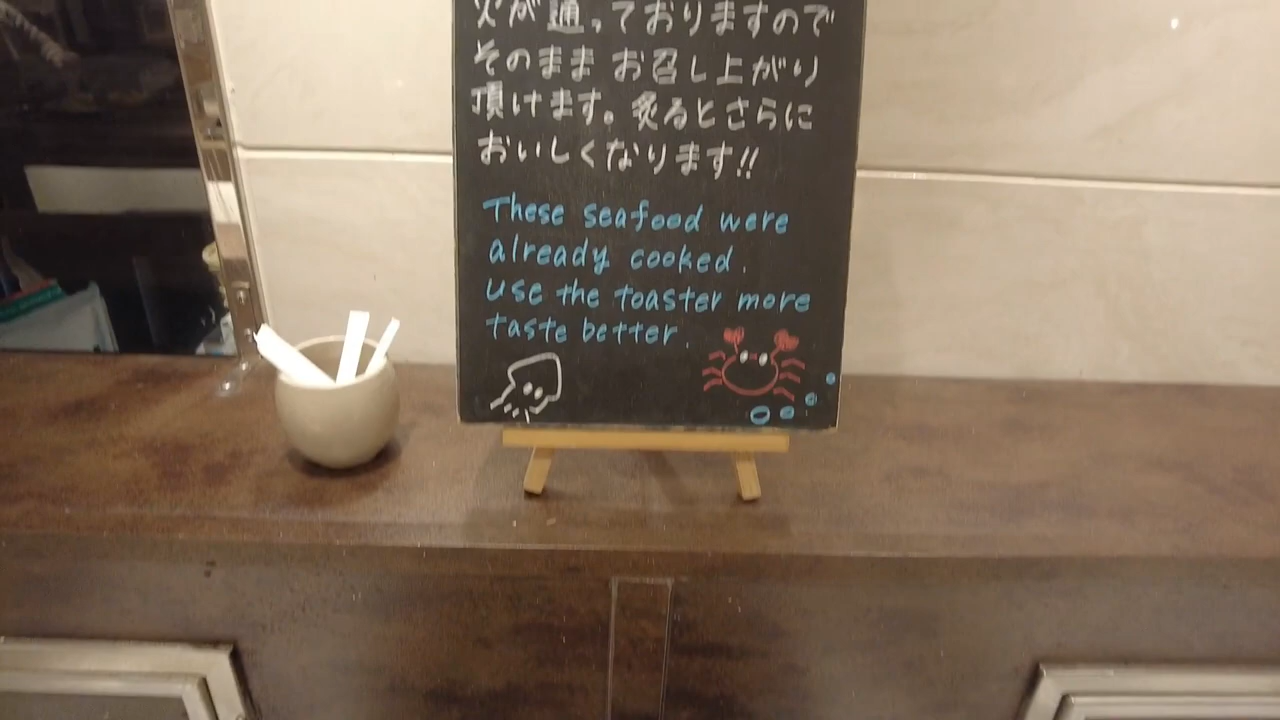 火が通っておりますので
そのままお召し上がり
頂けます。炙るとさらに
おいしくなります!!
These seafood were
already cooked.
Use the toaster more
taste better.